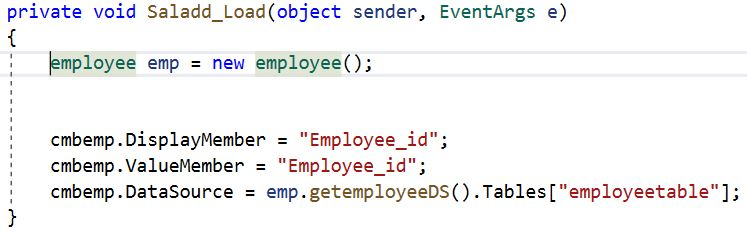 private void Saladd_Load(object sender, EventArgs e)
{
employee emp = new employee();
cmbemp.DisplayMember = "Employee_id";
cmbemp.ValueMember = "Employee_id";
cmbemp.DataSource = emp.getemployeeDS().Tables["employeetable"];
}